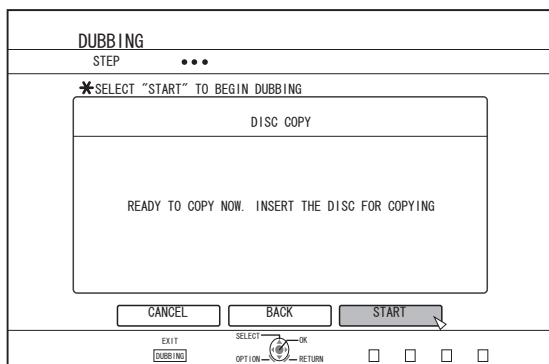 DUBBING
STEP
*SELECT "START" TO BEGIN DUBBING
DISC COPY
READY TO COPY NOW. INSERT THE DISC FOR COPYING
CANCEL BACK START
EXIT SELECT OK
DUBBING OPTION RETURN